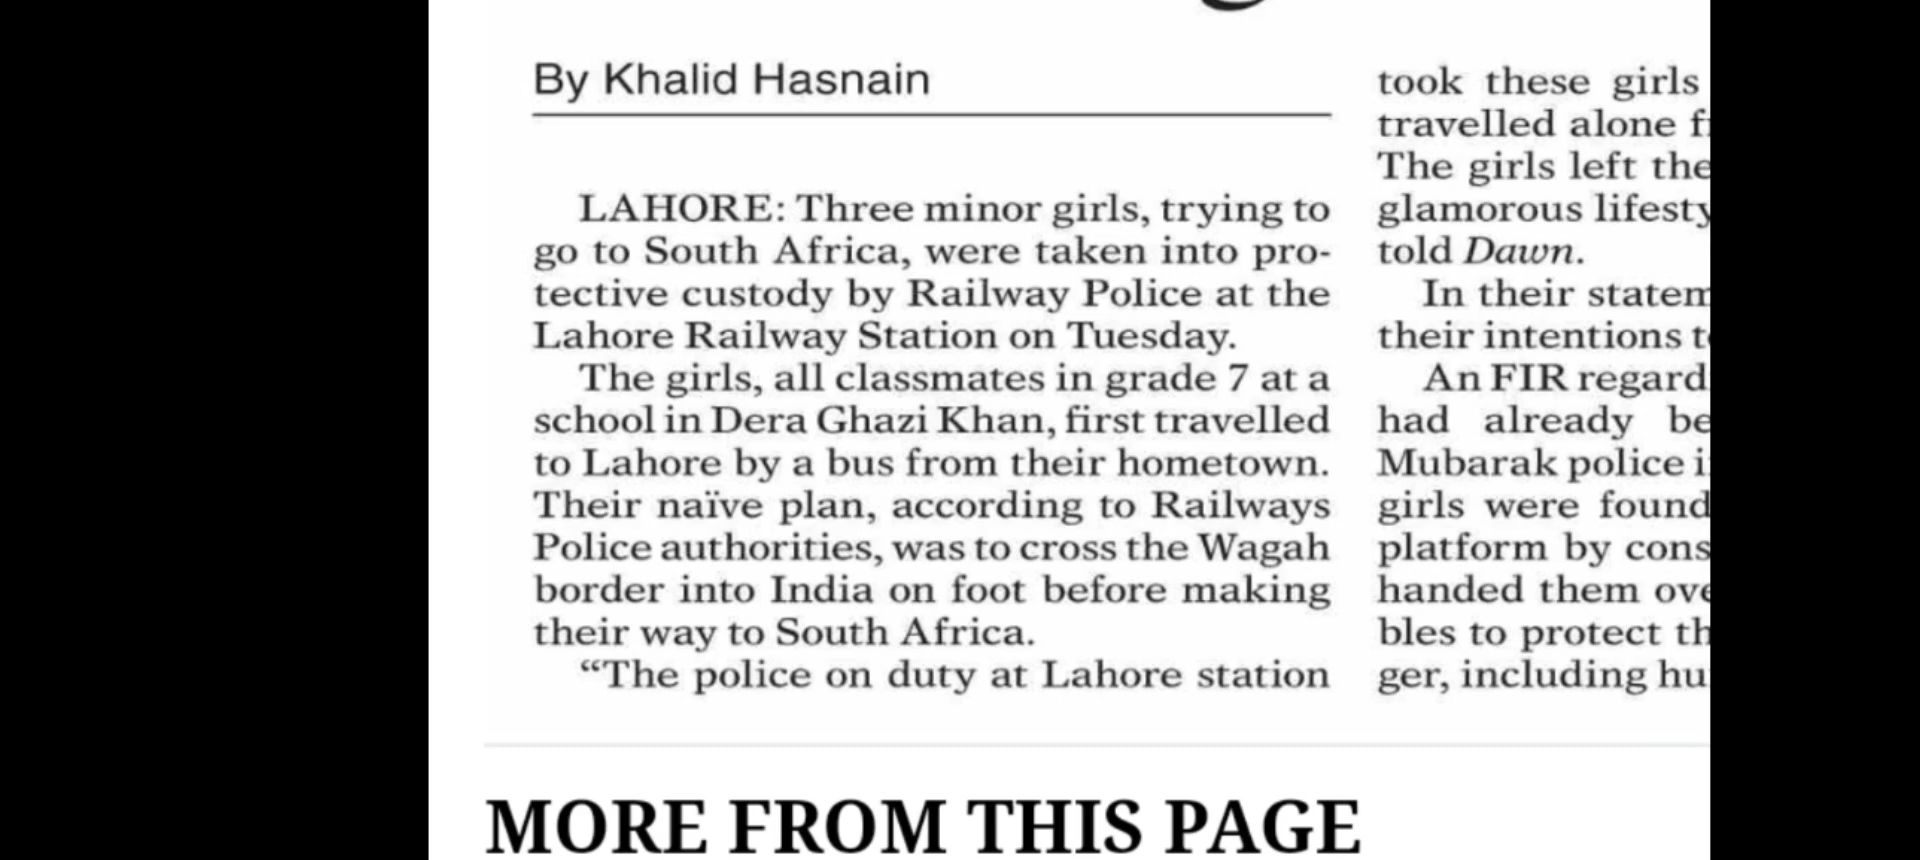 By Khalid Hasnain
LAHORE: Three minor girls, trying to
go to South Africa, were taken into pro-
tective custody by Railway Police at the
Lahore Railway Station on Tuesday.
The girls, all classmates in grade 7 at a
school in Dera Ghazi Khan, first travelled
to Lahore by a bus from their hometown.
Their naïve plan, according to Railways
Police authorities, was to cross the Wagah
border into India on foot before making
their way to South Africa.
“The police on duty at Lahore station
took these girls
travelled alone
The girls left the
glamorous
told Dawn.
In their
their intentions
An FIR
had already
Mubarak police
girls were found
platform by
handed them
bles to protect
ger, including
MORE FROM THIS PAGE